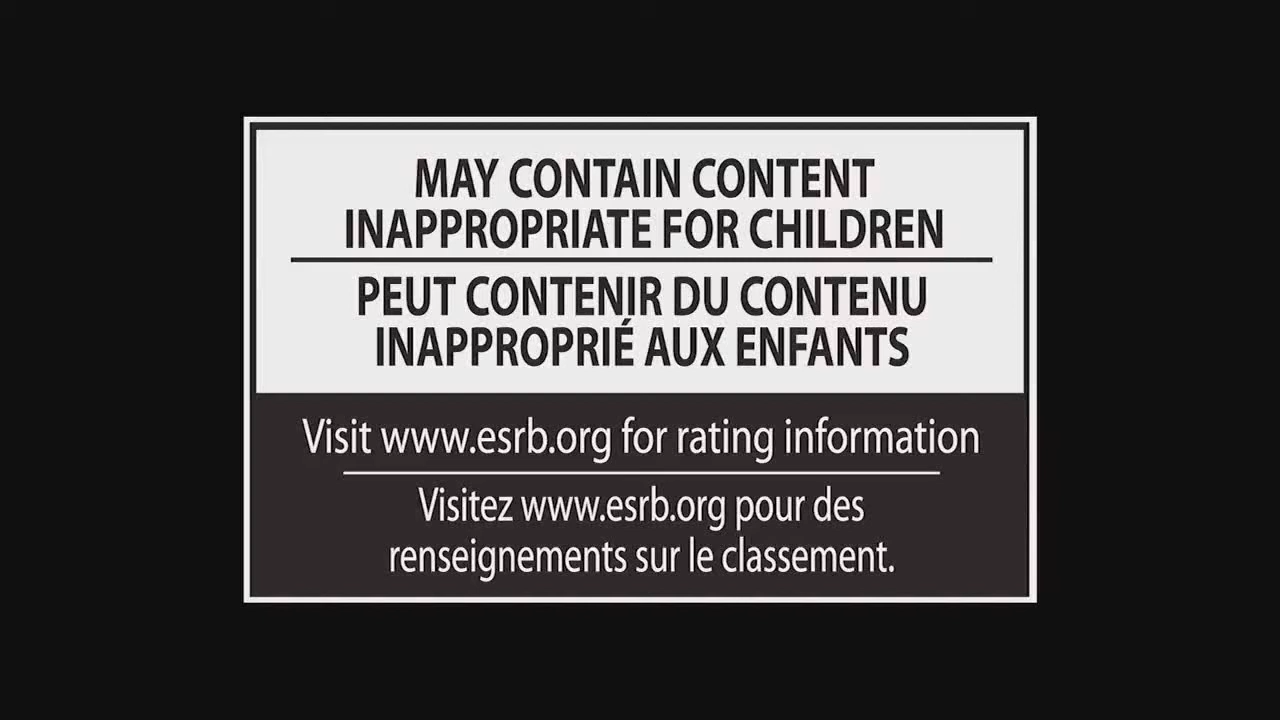 MAY CONTAIN CONTENT
INAPPROPRIATE FOR CHILDREN
PEUT CONTENIR DU CONTENU
INAPPROPRIÉ AUX ENFANTS
Visit www.esrb.org for rating information
Visitez www.esrb.org pour des
renseignements sur le classement.